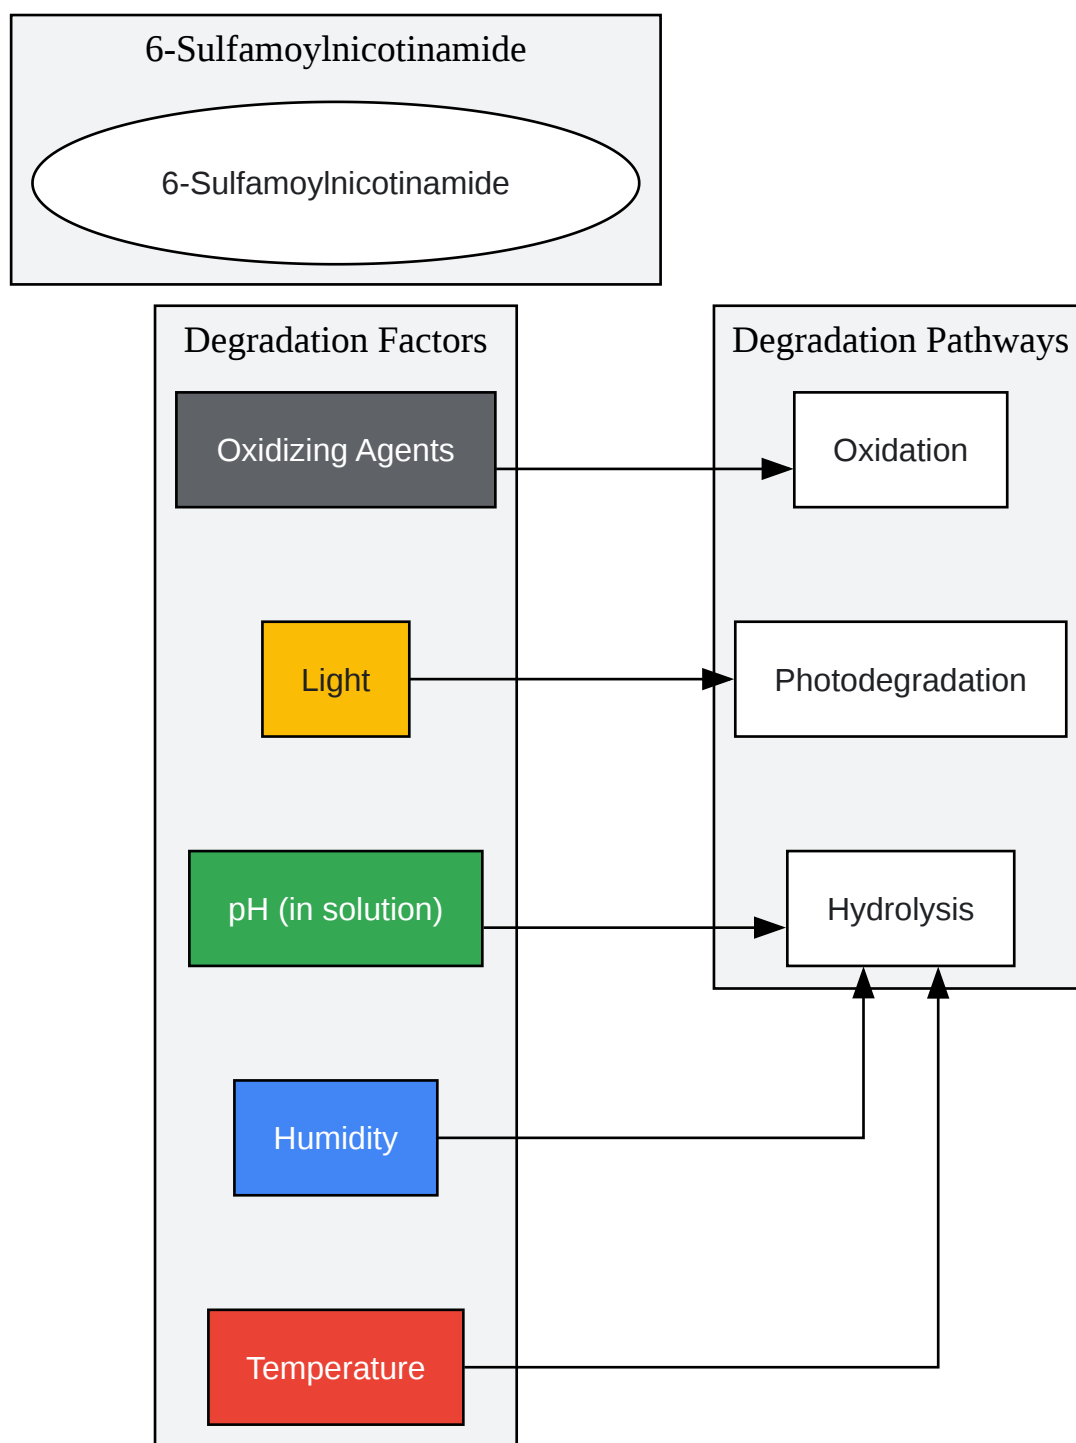 6-Sulfamoylnicotinamide
6-Sulfamoylnicotinamide
Degradation Factors
Degradation Pathways
Oxidizing Agents
Oxidation
Light
Photodegradation
pH (in solution)
Hydrolysis
Humidity
Temperature